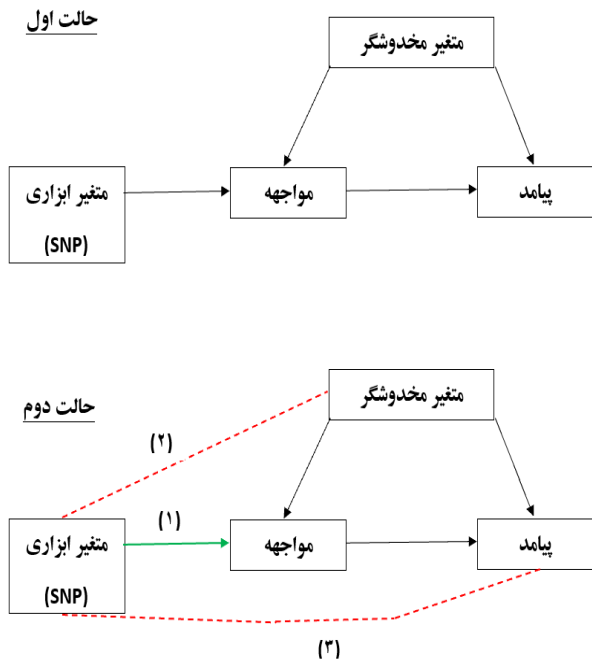 حالت اول
متغیر مخدوشگر
متغیر ابزاری
(SNP)
مواجهه
پیامد
حالت دوم
متغیر مخدوشگر
(۲)
(۱)
متغیر ابزاری
(SNP)
مواجهه
پیامد
(۳)